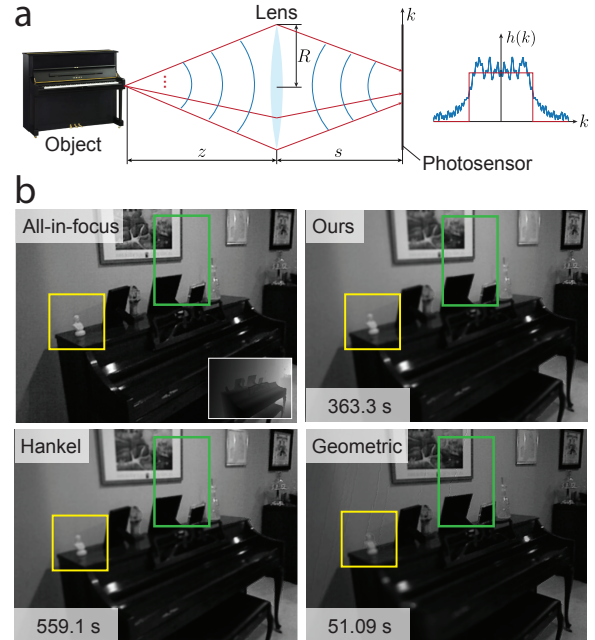 a
Lens
k
R
h(k)
k
Object
z
s
Photosensor
b
All-in-focus
Ours
363.3 s
Hankel
Geometric
559.1 s
51.09 s